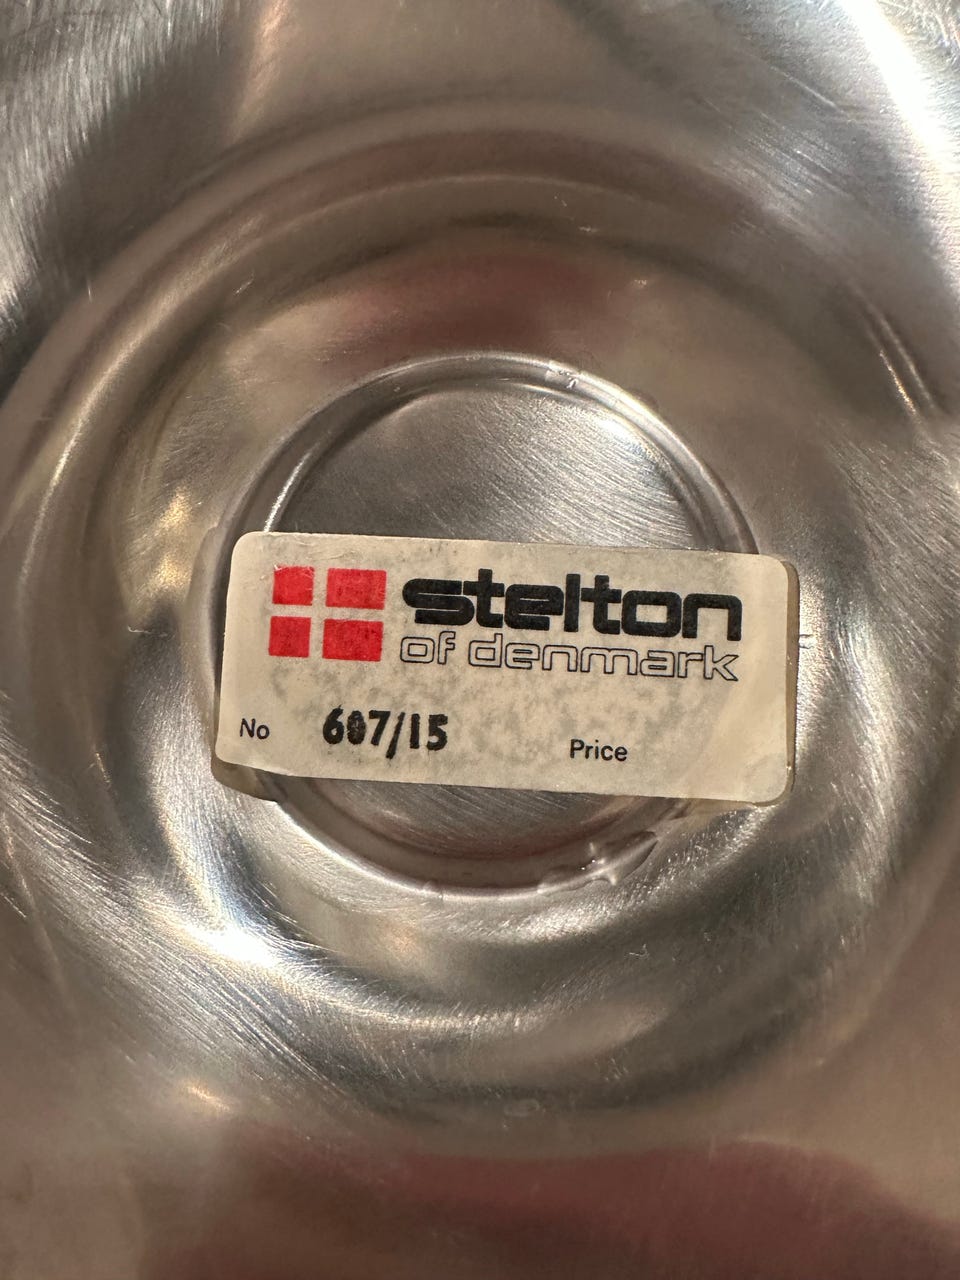 stelton
of denmark
No 607/15 Price